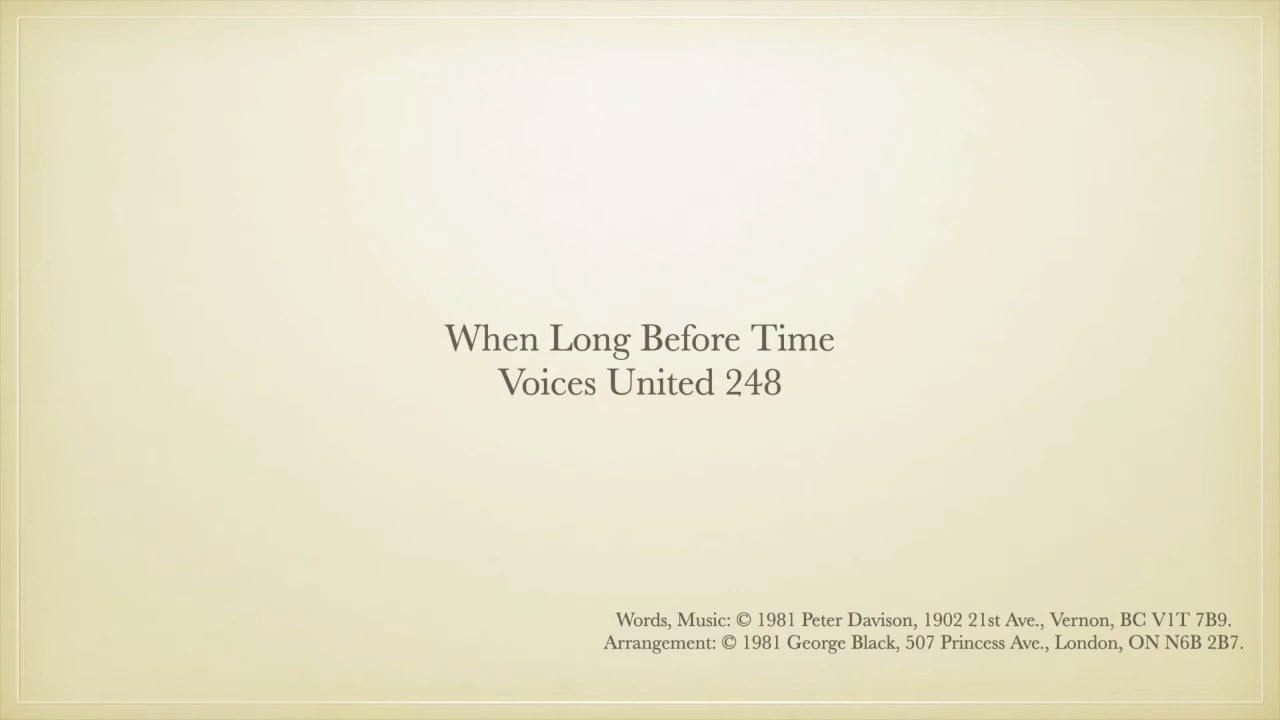 When Long Before Time
Voices United 248
Words, Music: © 1981 Peter Davison, 1902 21st Ave., Vernon, BC V1T 7B9.
Arrangement: © 1981 George Black, 507 Princess Ave., London, ON N6B 2B7.